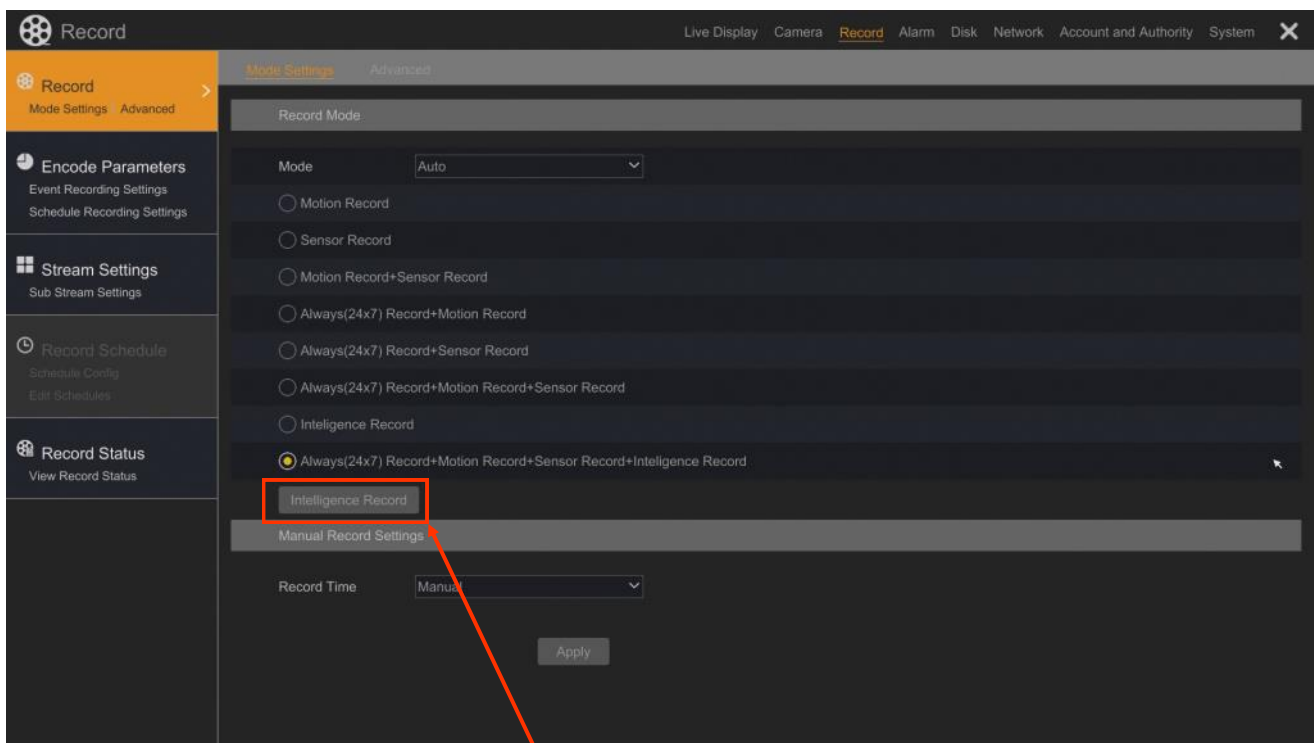 Record
Live Display Camera Record Alarm Disk Network Account and Authority System
Record
Mode Settings Advanced
Encode Parameters
Event Recording Settings
Schedule Recording Settings
Stream Settings
Sub Stream Settings
Record Schedule
Schedule Config
Edit Schedules
Record Status
View Record Status
Mode Settings Advanced
Record Mode
Mode Auto
Motion Record
Sensor Record
Motion Record+Sensor Record
Always(24x7) Record+Motion Record
Always(24x7) Record+Sensor Record
Always(24x7) Record+Motion Record+Sensor Record
Inteligence Record
Always(24x7) Record+Motion Record+Sensor Record+Inteligence Record
Intelligence Record
Manual Record Settings
Record Time Manual
Apply